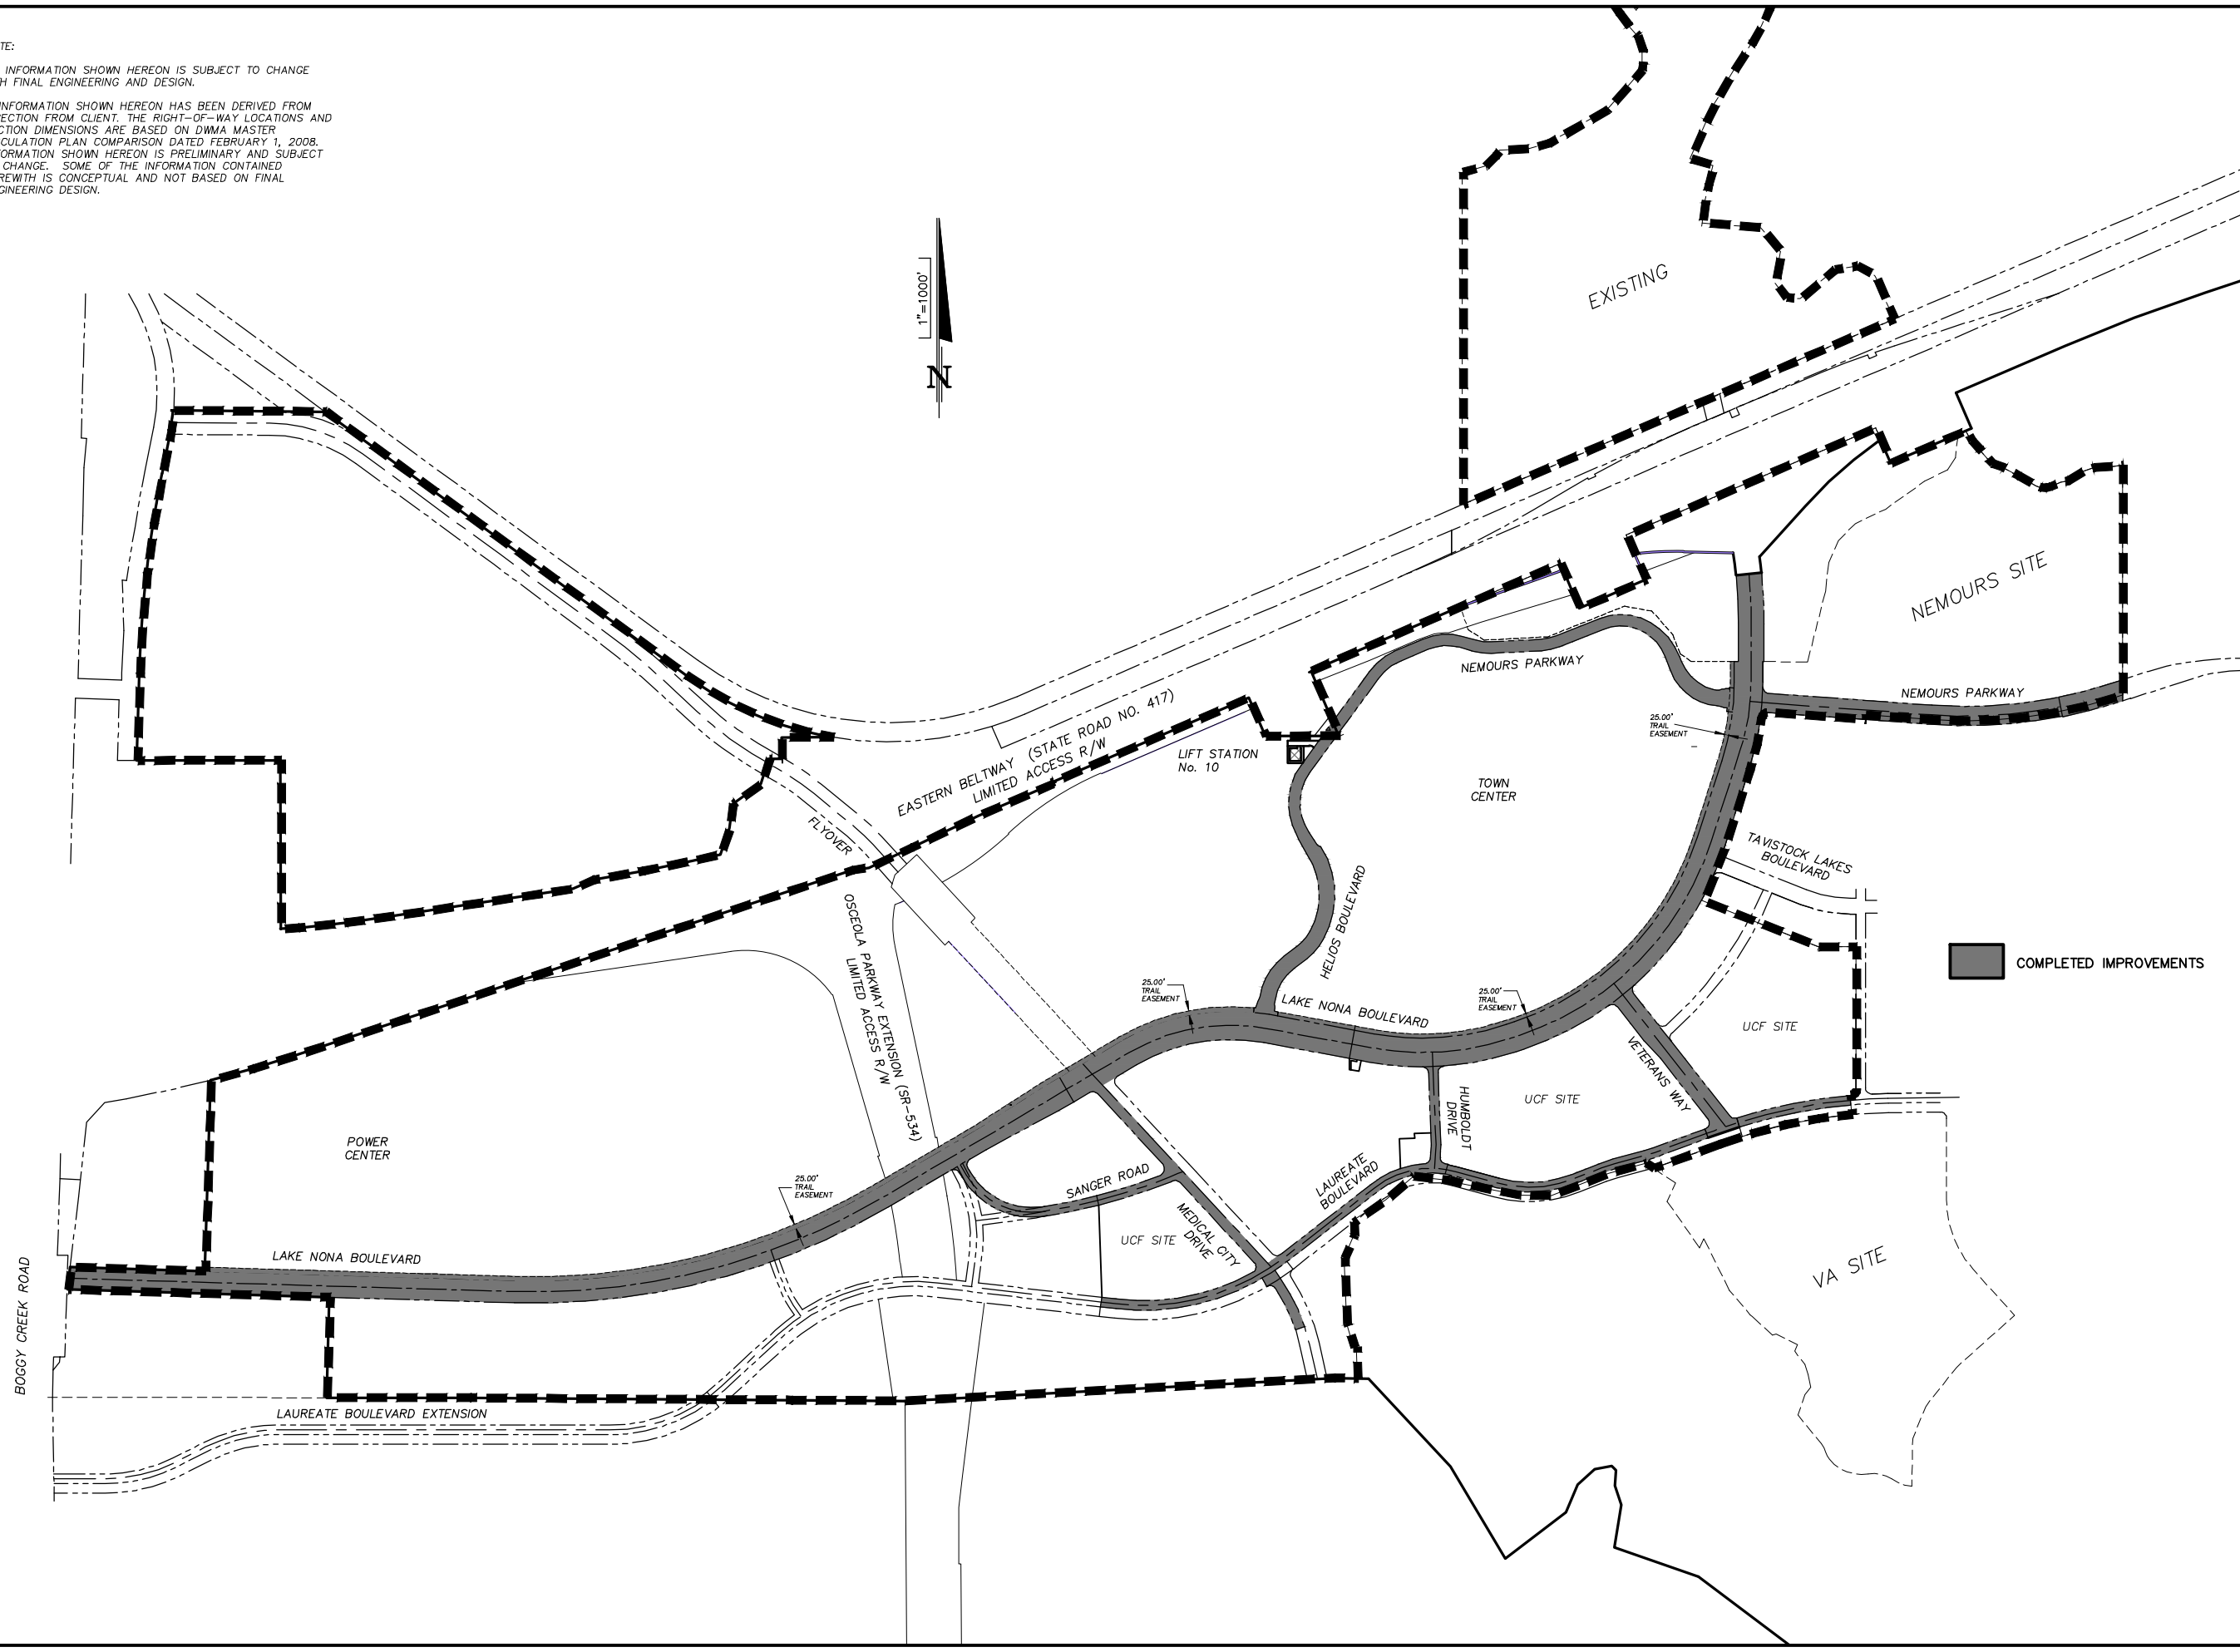 TE:
INFORMATION SHOWN HEREON IS SUBJECT TO CHANGE
H FINAL ENGINEERING AND DESIGN.
INFORMATION SHOWN HEREON HAS BEEN DERIVED FROM
ECTION FROM CLIENT. THE RIGHT-OF-WAY LOCATIONS AND
CTION DIMENSIONS ARE BASED ON DWMA MASTER
CULATION PLAN COMPARISON DATED FEBRUARY 1, 2008.
FORMATION SHOWN HEREON IS PRELIMINARY AND SUBJECT
CHANGE. SOME OF THE INFORMATION CONTAINED
REWITH IS CONCEPTUAL AND NOT BASED ON FINAL
GINEERING DESIGN.
1"=1000'
N
EXISTING
NEMOURS SITE
NEMOURS PARKWAY
NEMOURS PARKWAY
25.00'
TRAIL
EASEMENT
EASTERN BELTWAY (STATE ROAD NO. 417)
LIMITED ACCESS R/W
LIFT STATION
No. 10
TOWN
CENTER
FLYOVER
TAVISTOCK LAKES
BOULEVARD
OSCEOLA PARKWAY EXTENSION (SR-534)
LIMITED ACCESS R/W
HELIOS BOULEVARD
COMPLETED IMPROVEMENTS
25.00'
TRAIL
EASEMENT
LAKE NONA BOULEVARD
25.00'
TRAIL
EASEMENT
UCF SITE
VETERANS WAY
HUMBOLDT
DRIVE
UCF SITE
POWER
CENTER
25.00'
TRAIL
EASEMENT
SANGER ROAD
LAUREATE
BOULEVARD
MEDICAL CITY
DRIVE
UCF SITE
LAKE NONA BOULEVARD
VA SITE
BOGGY CREEK ROAD
LAUREATE BOULEVARD EXTENSION